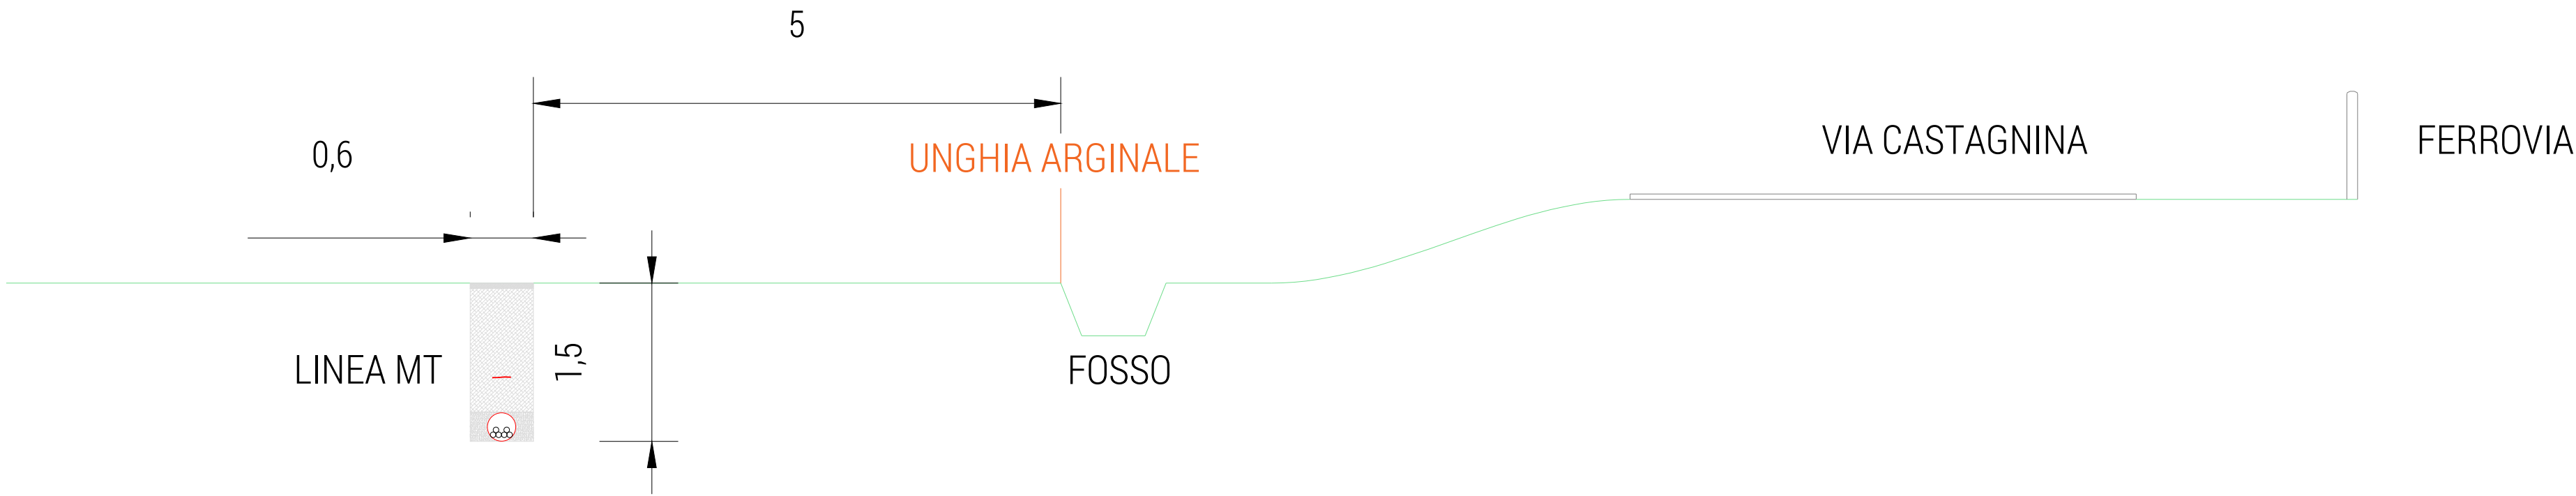 5
0,6
UNGHIA ARGINALE
VIA CASTAGNINA
FERROVIA
LINEA MT
1,5
FOSSO